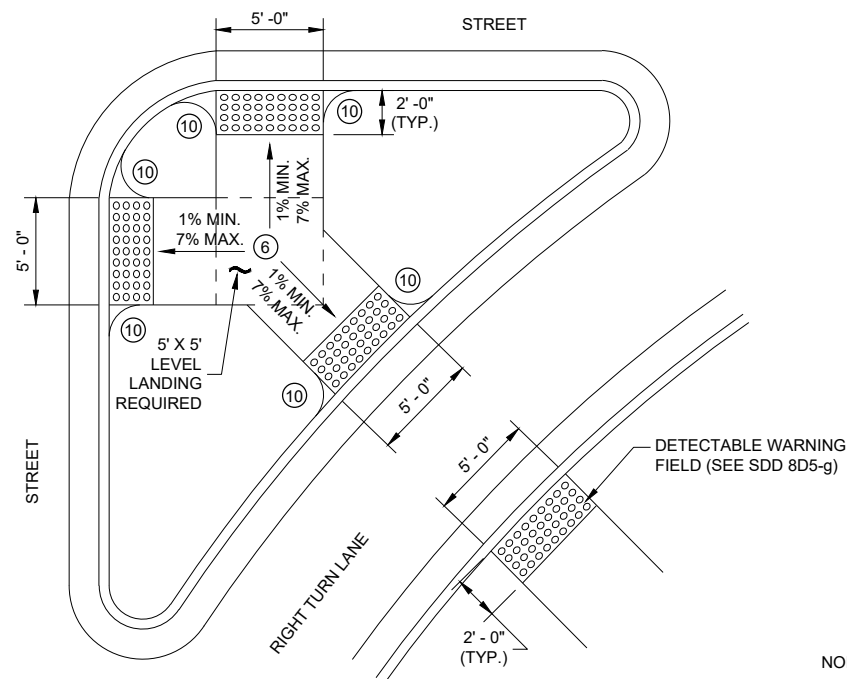 5' -0"
STREET
10
10
2' -0"
(TYP.)
10
1% MIN.
7% MAX.
5' - 0"
1% MIN.
7% MAX.
6
1% MIN.
7% MAX.
10
10
5' X 5'
LEVEL
LANDING
REQUIRED
10
5' - 0"
STREET
5' - 0"
DETECTABLE WARNING
FIELD (SEE SDD 8D5-g)
RIGHT TURN LANE
2' - 0"
(TYP.)
NO